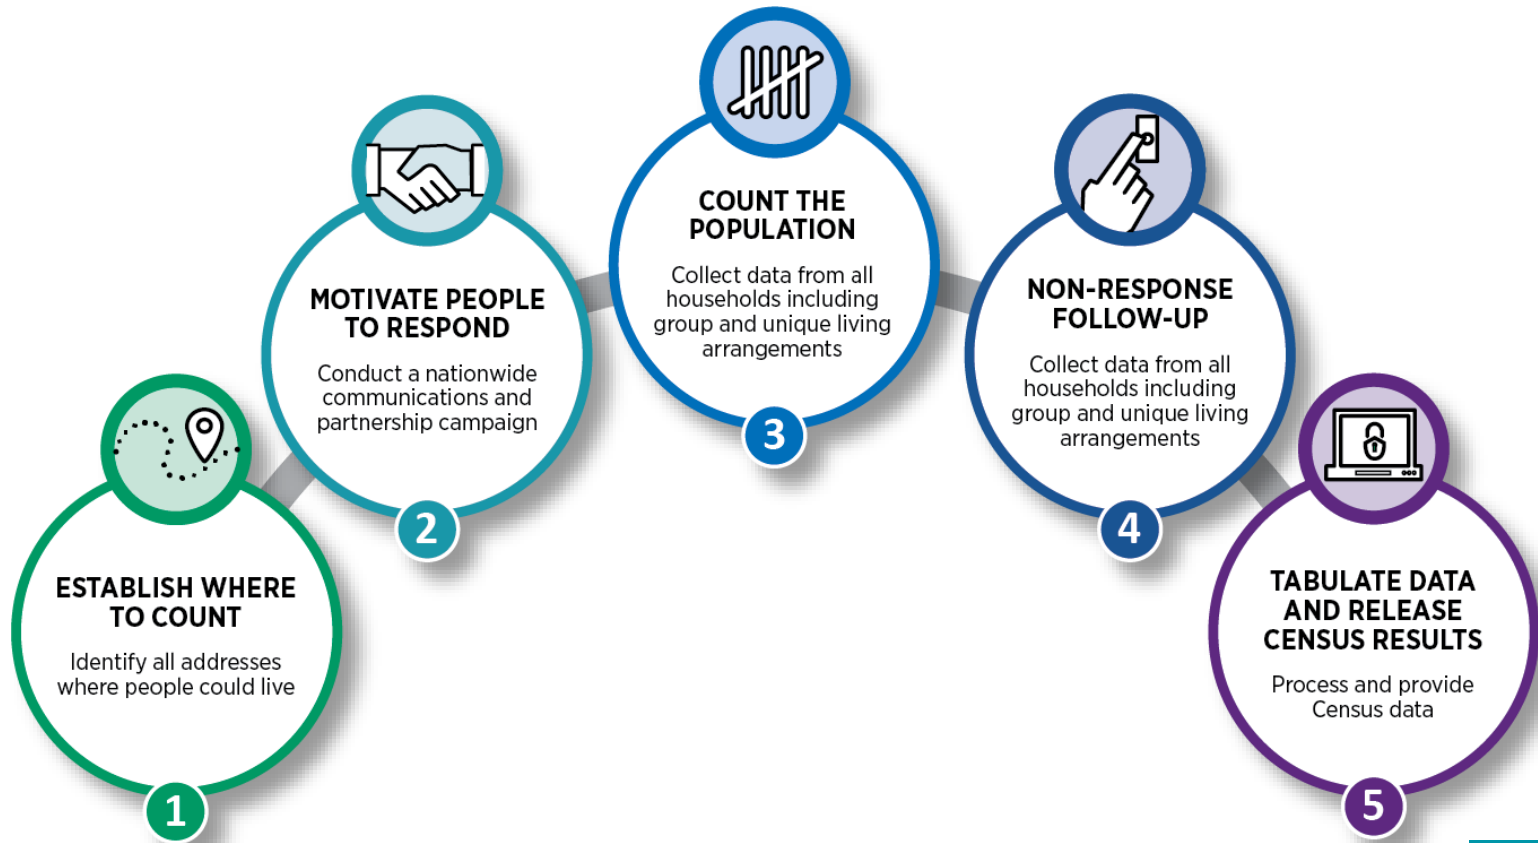 ESTABLISH WHERE
TO COUNT
Identify all addresses
where people could live
1
MOTIVATE PEOPLE
TO RESPOND
Conduct a nationwide
communications and
partnership campaign
2
COUNT THE
POPULATION
Collect data from all
households including
group and unique living
arrangements
3
NON-RESPONSE
FOLLOW-UP
Collect data from all
households including
group and unique living
arrangements
4
TABULATE DATA
AND RELEASE
CENSUS RESULTS
Process and provide
Census data
5